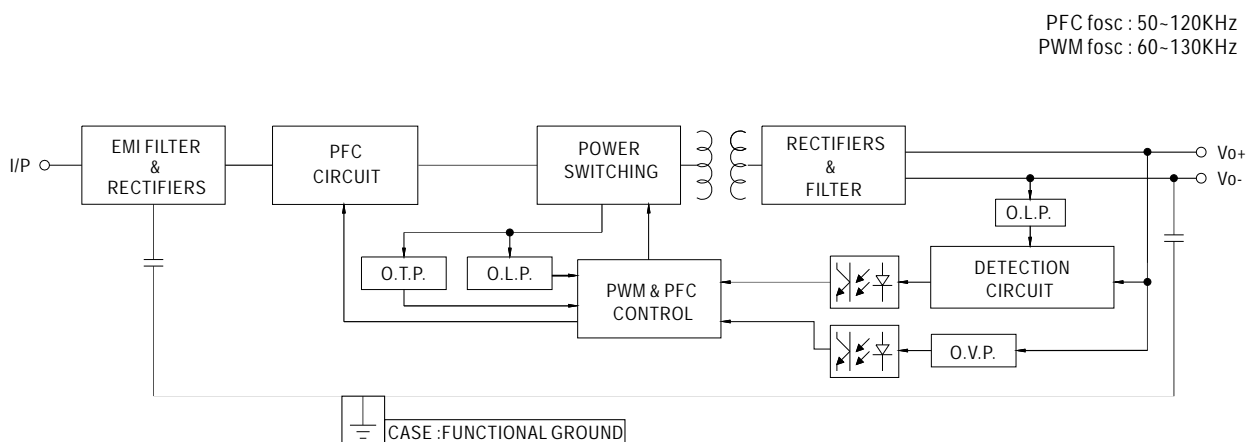 PFC fosc : 50~120KHz
PWM fosc : 60~130KHz
I/P
EMI FILTER
&
RECTIFIERS
PFC
CIRCUIT
POWER
SWITCHING
RECTIFIERS
&
FILTER
Vo+
Vo-
O.L.P.
O.T.P.
O.L.P.
PWM & PFC
CONTROL
DETECTION
CIRCUIT
O.V.P.
CASE : FUNCTIONAL GROUND